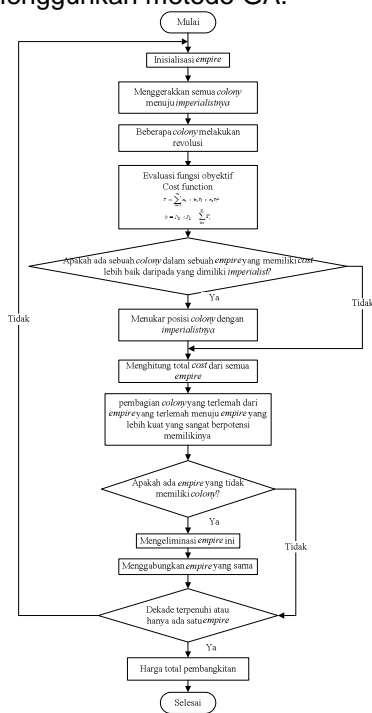 menggunkan metode GA.
Mulai
Inisialisasi empire
Menggerakkan semua colony
menuju imperialistnya
Beberapa colony melakukan
revolusi
Evaluasi fungsi obyektif
Cost function
Apakah ada sebuah colony dalam sebuah empire yang memiliki cost
lebih baik daripada yang dimiliki imperialist?
Ya
Tidak
Tidak
Menukar posisi colony dengan
imperialistnya
Menghitung total cost dari semua
empire
pembagian colony yang terlemah dari
empire yang terlemah menuju empire yang
lebih kuat yang sangat berpotensi
memilikinya
Apakah ada empire yang tidak
memiliki colony?
Ya
Tidak
Mengeliminasi empire ini
Menggabungkan empire yang sama
Dekade terpenuhi atau
hanya ada satu empire
Ya
Harga total pembangkitan
Selesai